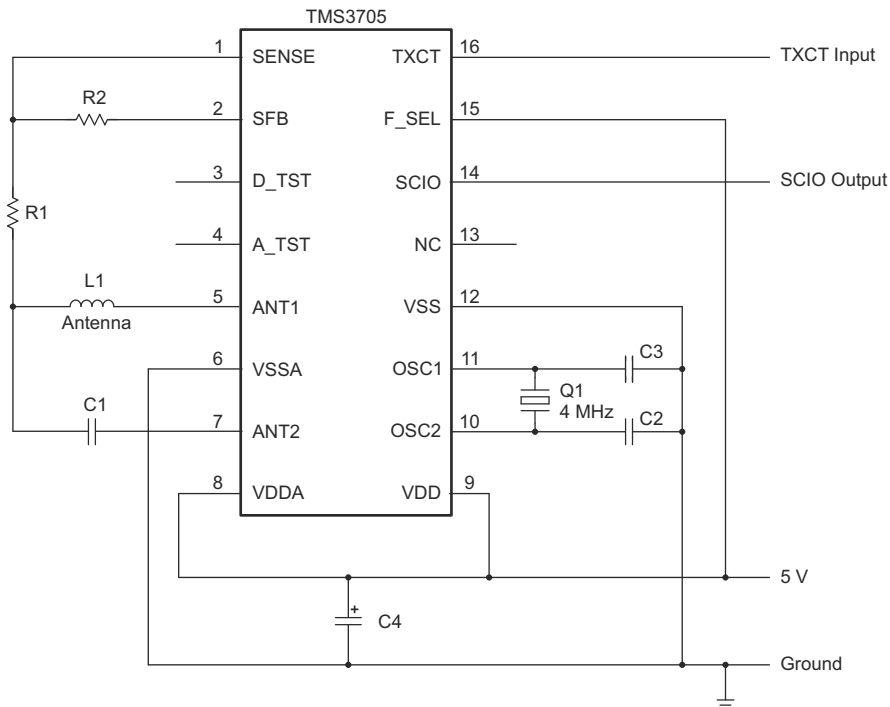 TMS3705
1 SENSE TXCT 16 TXCT Input
R2
2 SFB F_SEL 15
3 D_TST SCIO 14 SCIO Output
R1
4 A_TST NC 13
L1
Antenna
5 ANT1 VSS 12
6 VSSA OSC1 11 C3
Q1
4 MHz
C1
7 ANT2 OSC2 10 C2
8 VDDA VDD 9
5 V
+
C4
Ground